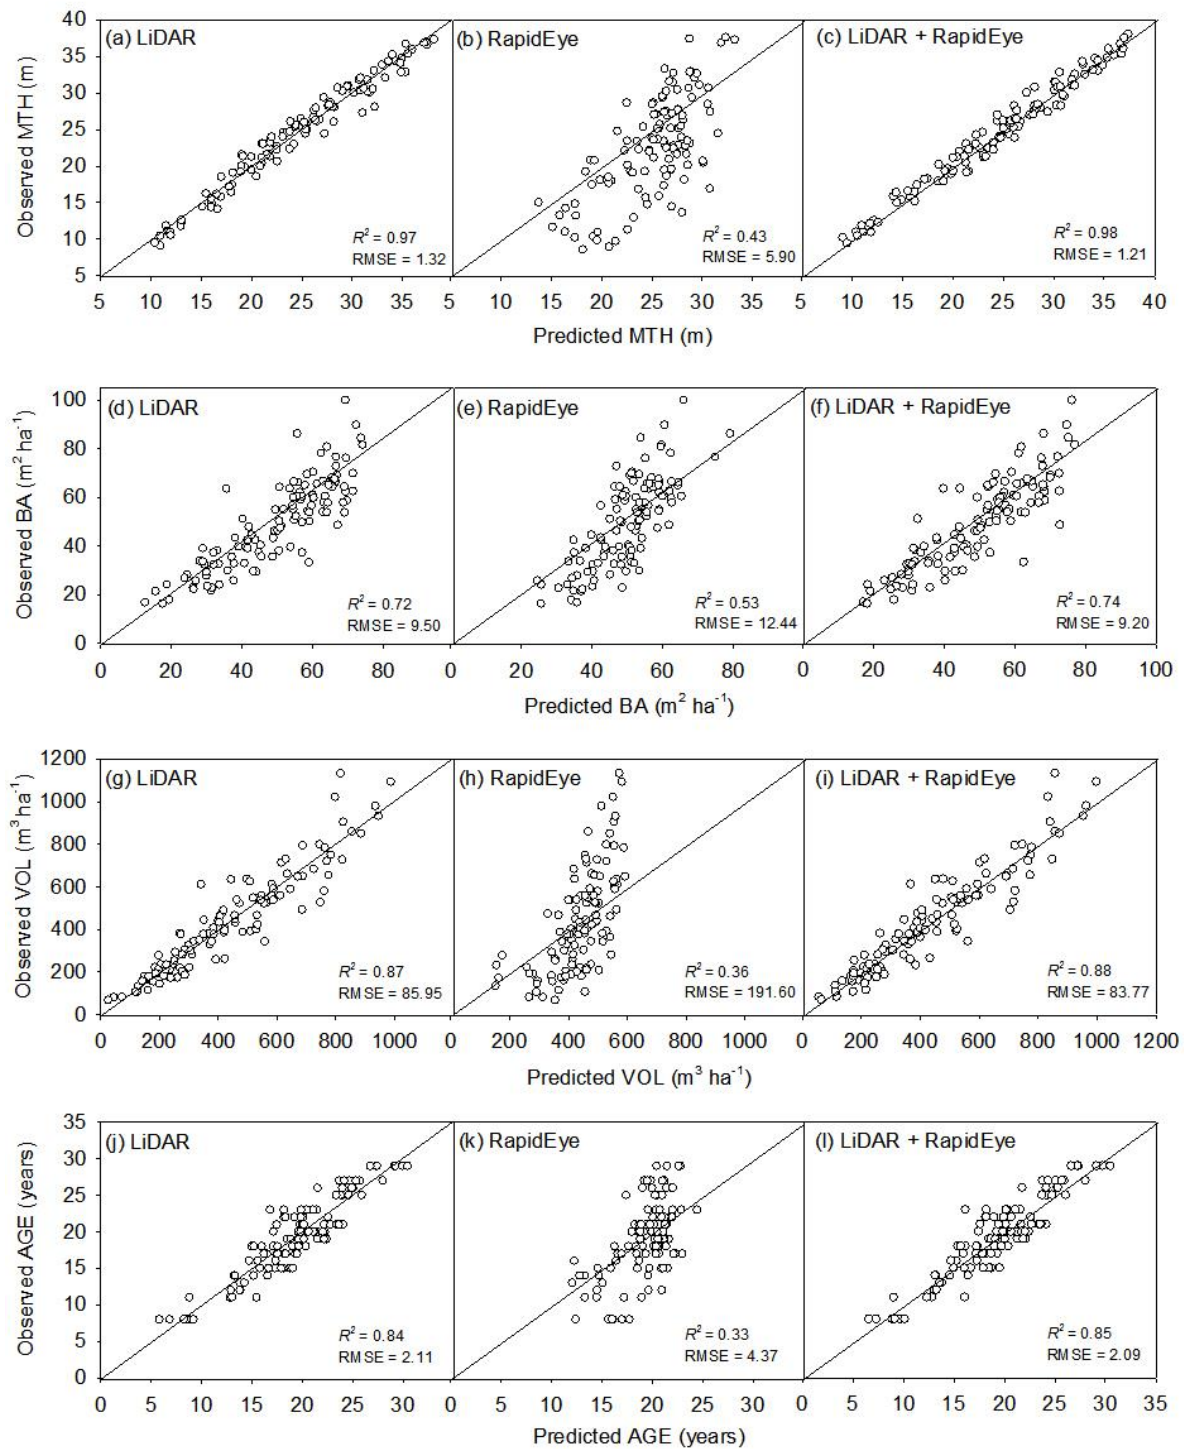 40
35
30
25
20
15
10
5
Observed MTH (m)
(a) LiDAR
R² = 0.97
RMSE = 1.32
(b) RapidEye
R² = 0.43
RMSE = 5.90
(c) LiDAR + RapidEye
R² = 0.98
RMSE = 1.21
5 10 15 20 25 30 35 5 10 15 20 25 30 35 5 10 15 20 25 30 35 40
Predicted MTH (m)
100
80
60
40
20
0
Observed BA (m² ha⁻¹)
(d) LiDAR
R² = 0.72
RMSE = 9.50
(e) RapidEye
R² = 0.53
RMSE = 12.44
(f) LiDAR + RapidEye
R² = 0.74
RMSE = 9.20
0 20 40 60 80 0 20 40 60 80 0 20 40 60 80 100
Predicted BA (m² ha⁻¹)
1200
1000
800
600
400
200
0
Observed VOL (m³ ha⁻¹)
(g) LiDAR
R² = 0.87
RMSE = 85.95
(h) RapidEye
R² = 0.36
RMSE = 191.60
(i) LiDAR + RapidEye
R² = 0.88
RMSE = 83.77
0 200 400 600 800 1000 0 200 400 600 800 1000 0 200 400 600 800 1000 1200
Predicted VOL (m³ ha⁻¹)
35
30
25
20
15
10
5
0
Observed AGE (years)
(j) LiDAR
R² = 0.84
RMSE = 2.11
(k) RapidEye
R² = 0.33
RMSE = 4.37
(l) LiDAR + RapidEye
R² = 0.85
RMSE = 2.09
0 5 10 15 20 25 30 0 5 10 15 20 25 30 0 5 10 15 20 25 30 35
Predicted AGE (years)